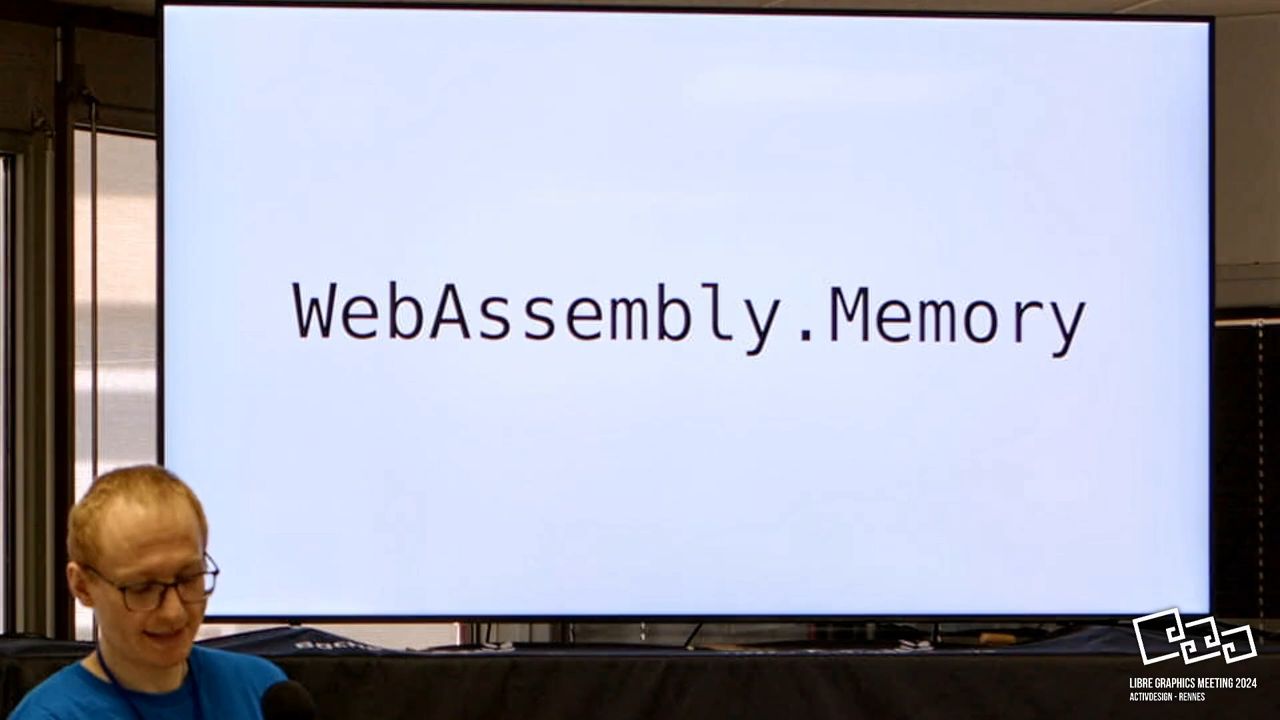 WebAssembly.Memory
LIBRE GRAPHICS MEETING 2024
ACTIVDESIGN - RENNES